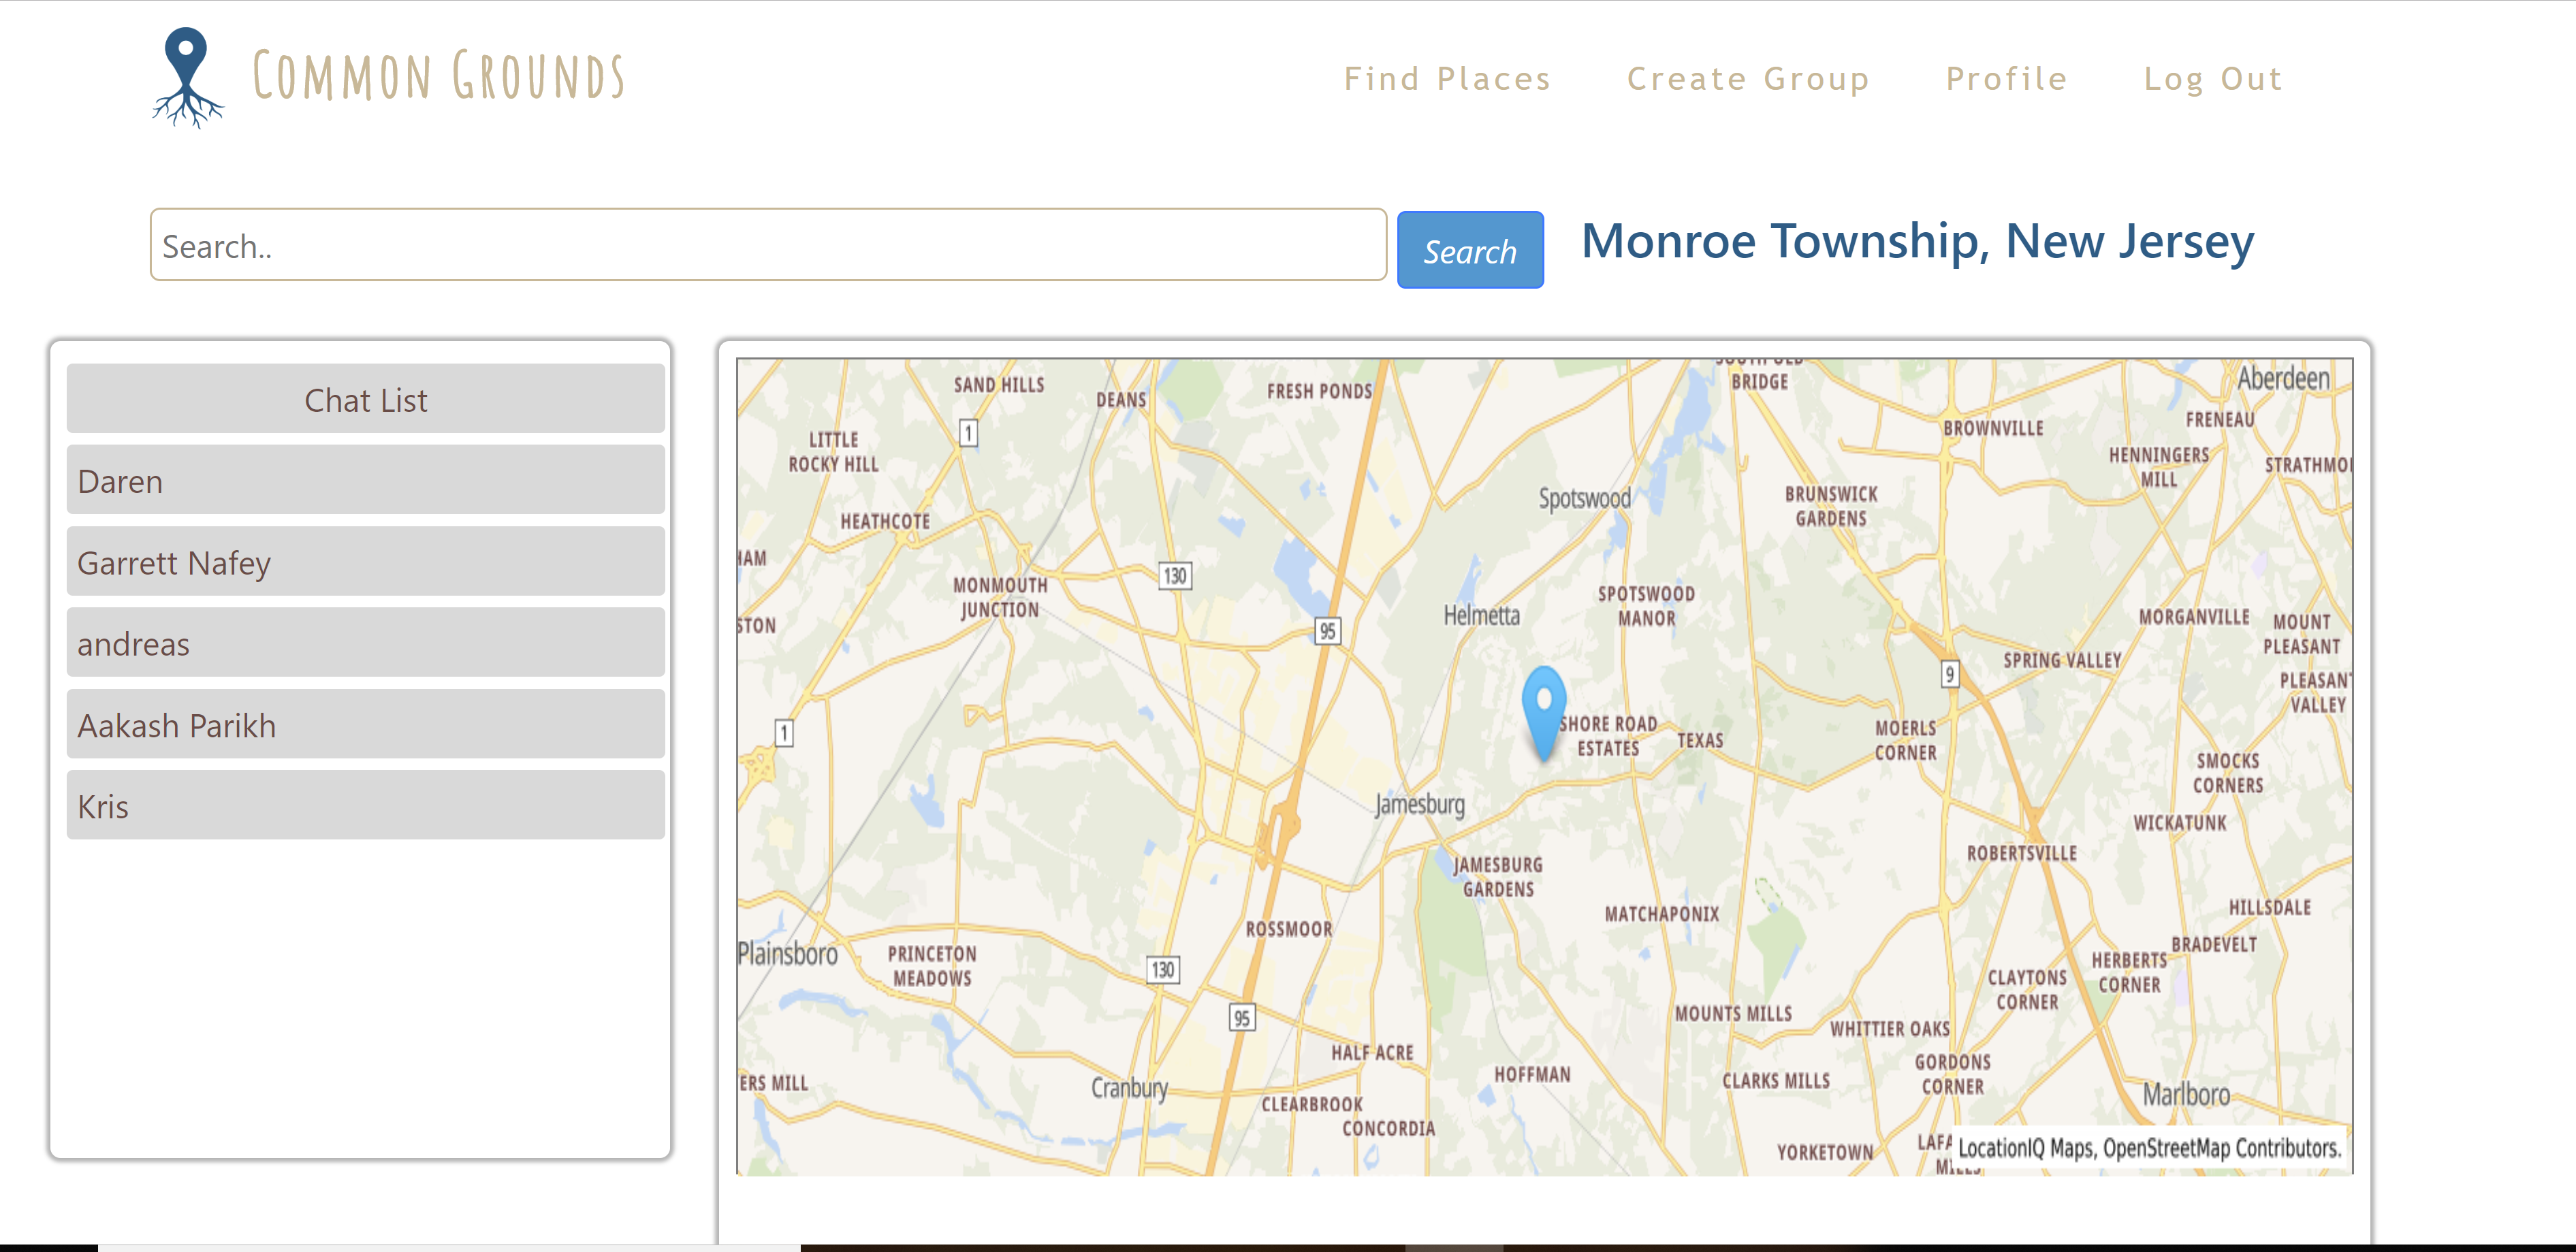 Common Grounds
Find Places
Create Group
Profile
Log Out
Search..
Search
Monroe Township, New Jersey
Chat List
Daren
Garrett Nafey
andreas
Aakash Parikh
Kris
SAND HILLS
DEANS
FRESH PONDS
BRIDGE
Aberdeen
FRENEAU
BROWNVILLE
1
LITTLE
ROCKY HILL
HENNINGERS
MILL
STRATHMO
Spotswood
BRUNSWICK
GARDENS
HEATHCOTE
HAM
130
MONMOUTH
JUNCTION
SPOTSWOOD
MANOR
Helmetta
95
STON
MORGANVILLE
MOUNT
PLEASANT
SPRING VALLEY
9
PLEASANT
VALLEY
1
SHORE ROAD
ESTATES
TEXAS
MOERLS
CORNER
SMOCKS
CORNERS
Jamesburg
WICKATUNK
ROBERTSVILLE
JAMESBURG
GARDENS
MATCHAPONIX
HILLSDALE
ROSSMOOR
BRADEVELT
Plainsboro
PRINCETON
MEADOWS
130
HERBERTS
CORNER
CLAYTONS
CORNER
95
MOUNTS MILLS
WHITTIER OAKS
HALF ACRE
HOFFMAN
GORDONS
CORNER
ERS MILL
Cranbury
CLARKS MILLS
Marlboro
CLEARBROOK
CONCORDIA
YORKETOWN
LAFA
MILLS
LocationIQ Maps, OpenStreetMap Contributors.